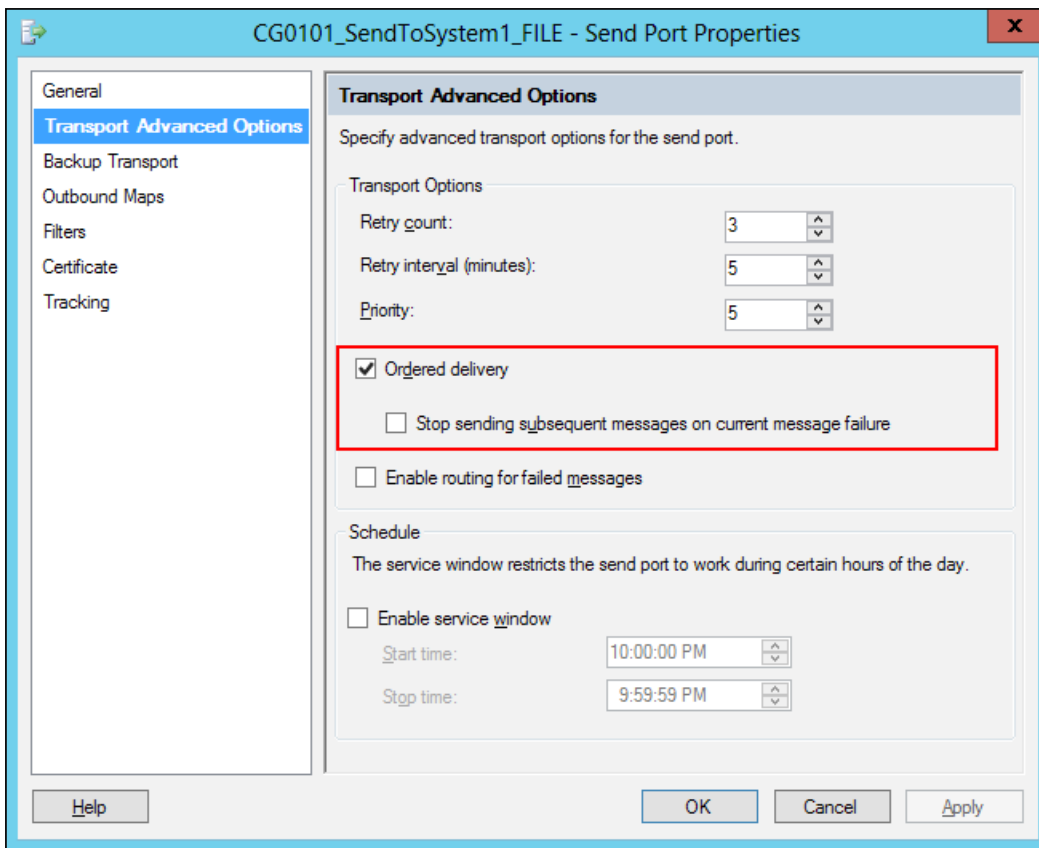 CG0101_SendToSystem1_FILE - Send Port Properties
x
General
Transport Advanced Options
Backup Transport
Outbound Maps
Filters
Certificate
Tracking
Transport Advanced Options
Specify advanced transport options for the send port.
Transport Options
Retry count:
3
Retry interval (minutes):
5
Priority:
5
Ordered delivery
Stop sending subsequent messages on current message failure
Enable routing for failed messages
Schedule
The service window restricts the send port to work during certain hours of the day.
Enable service window
Start time:
10:00:00 PM
Stop time:
9:59:59 PM
Help
OK
Cancel
Apply